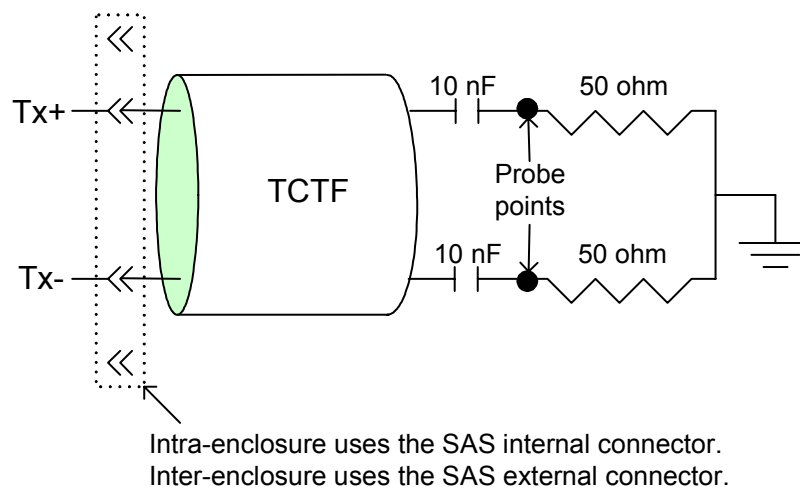 10 nF
50 ohm
Tx+
TCTF
Probe
points
10 nF
50 ohm
Tx-
Intra-enclosure uses the SAS internal connector.
Inter-enclosure uses the SAS external connector.